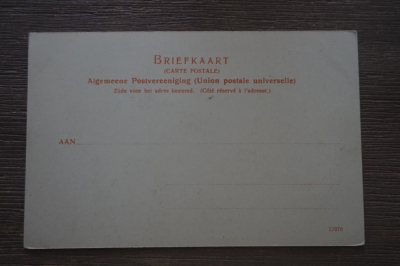 BRIEFKAART
(CARTE POSTALE)
Algemeene Postvereeniging (Union postale universelle)
Zijde voor het adres bestemd. (Côté réservé à l'adresse.)
AAN